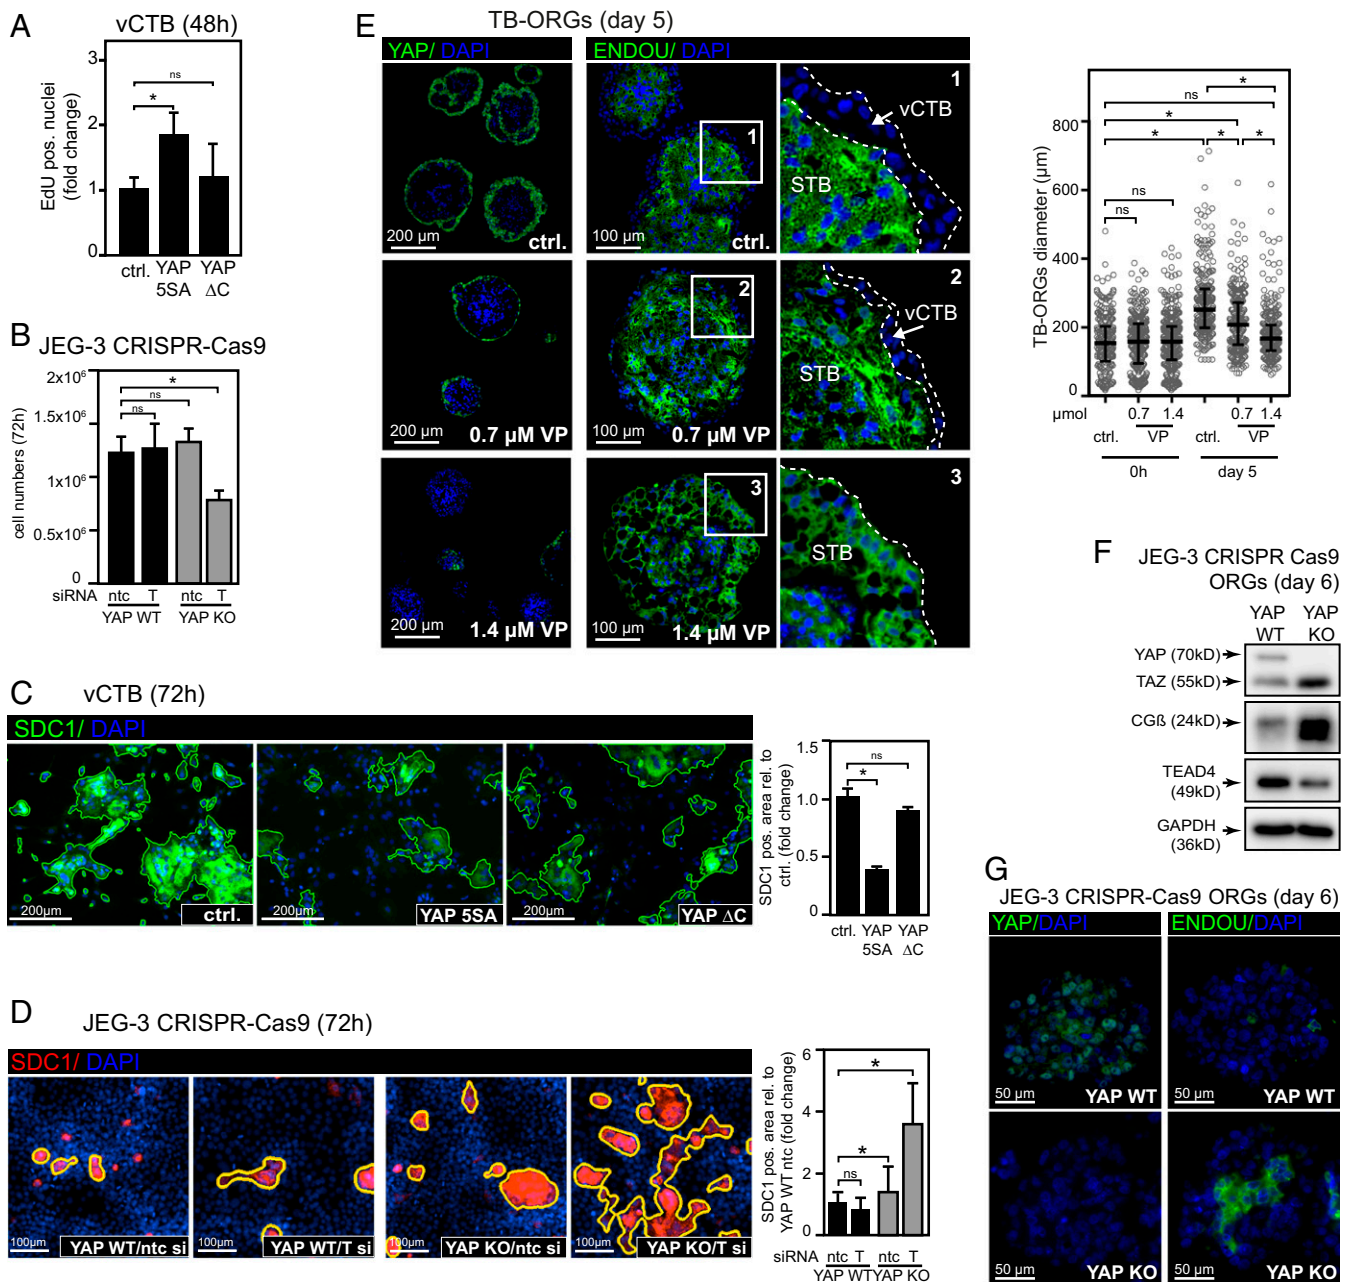 A
vCTB (48h)
EdU pos. nuclei
(fold change)
3
2
1
0
*
ns
ctrl.
YAP
5SA
YAP
ΔC
B
JEG-3 CRISPR-Cas9
cell numbers (72h)
2x10⁶
1.5x10⁶
1x10⁶
0.5x10⁶
0
*
ns
ns
siRNA
ntc T ntc T
YAP WT YAP KO
C
vCTB (72h)
SDC1/ DAPI
200µm
ctrl.
200µm
YAP 5SA
200µm
YAP ΔC
SDC1 pos. area rel. to
ctrl. (fold change)
1.5
1.0
0.5
0
ns
*
ctrl.
YAP
5SA
YAP
ΔC
D
JEG-3 CRISPR-Cas9 (72h)
SDC1/ DAPI
100µm
YAP WT/ntc si
100µm
YAP WT/T si
100µm
YAP KO/ntc si
100µm
YAP KO/T si
SDC1 pos. area rel. to
YAP WT ntc (fold change)
6
4
2
0
*
*
ns
siRNA
ntc T ntc T
YAP WT YAP KO
E
TB-ORGs (day 5)
YAP/ DAPI
ENDOU/ DAPI
200 µm
ctrl.
1
100 µm
ctrl.
1
vCTB
STB
200 µm
0.7 µM VP
2
100 µm
0.7 µM VP
2
vCTB
STB
200 µm
1.4 µM VP
3
100 µm
1.4 µM VP
3
STB
TB-ORGs diameter (µm)
800
600
400
200
0
*
ns
*
*
*
*
ns
ns
µmol
0.7 1.4 0.7 1.4
ctrl. VP ctrl. VP
0h day 5
F
JEG-3 CRISPR Cas9
ORGs (day 6)
YAP
WT
YAP
KO
YAP (70kD)
TAZ (55kD)
CGß (24kD)
TEAD4
(49kD)
GAPDH
(36kD)
G
JEG-3 CRISPR-Cas9 ORGs (day 6)
YAP/DAPI
ENDOU/DAPI
50 µm
YAP WT
50 µm
YAP WT
50 µm
YAP KO
50 µm
YAP KO